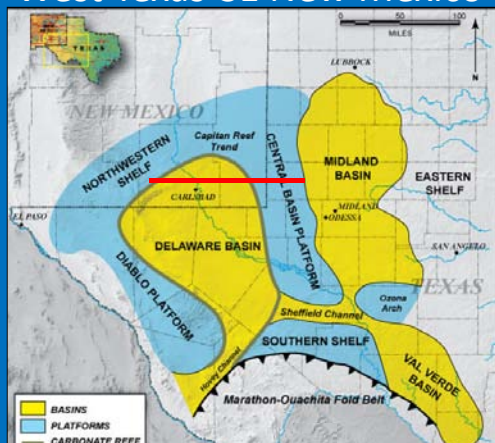 West Texas-SE New Mexico
TEXAS
0
50
100
MILES
N
LUBBOCK
NEW MEXICO
Capitan Reef
Trend
NORTHWESTERN
SHELF
CENTRAL BASIN PLATFORM
MIDLAND
BASIN
EASTERN
SHELF
CARLSBAD
EL PASO
MIDLAND
ODESSA
DELAWARE BASIN
SAN ANGELO
DIABLO PLATFORM
TEXAS
Ozona
Arch
Sheffield Channel
SOUTHERN SHELF
Hovey Channel
VAL VERDE
BASIN
Marathon-Ouachita Fold Belt
BASINS
PLATFORMS
CARBONATE REEF